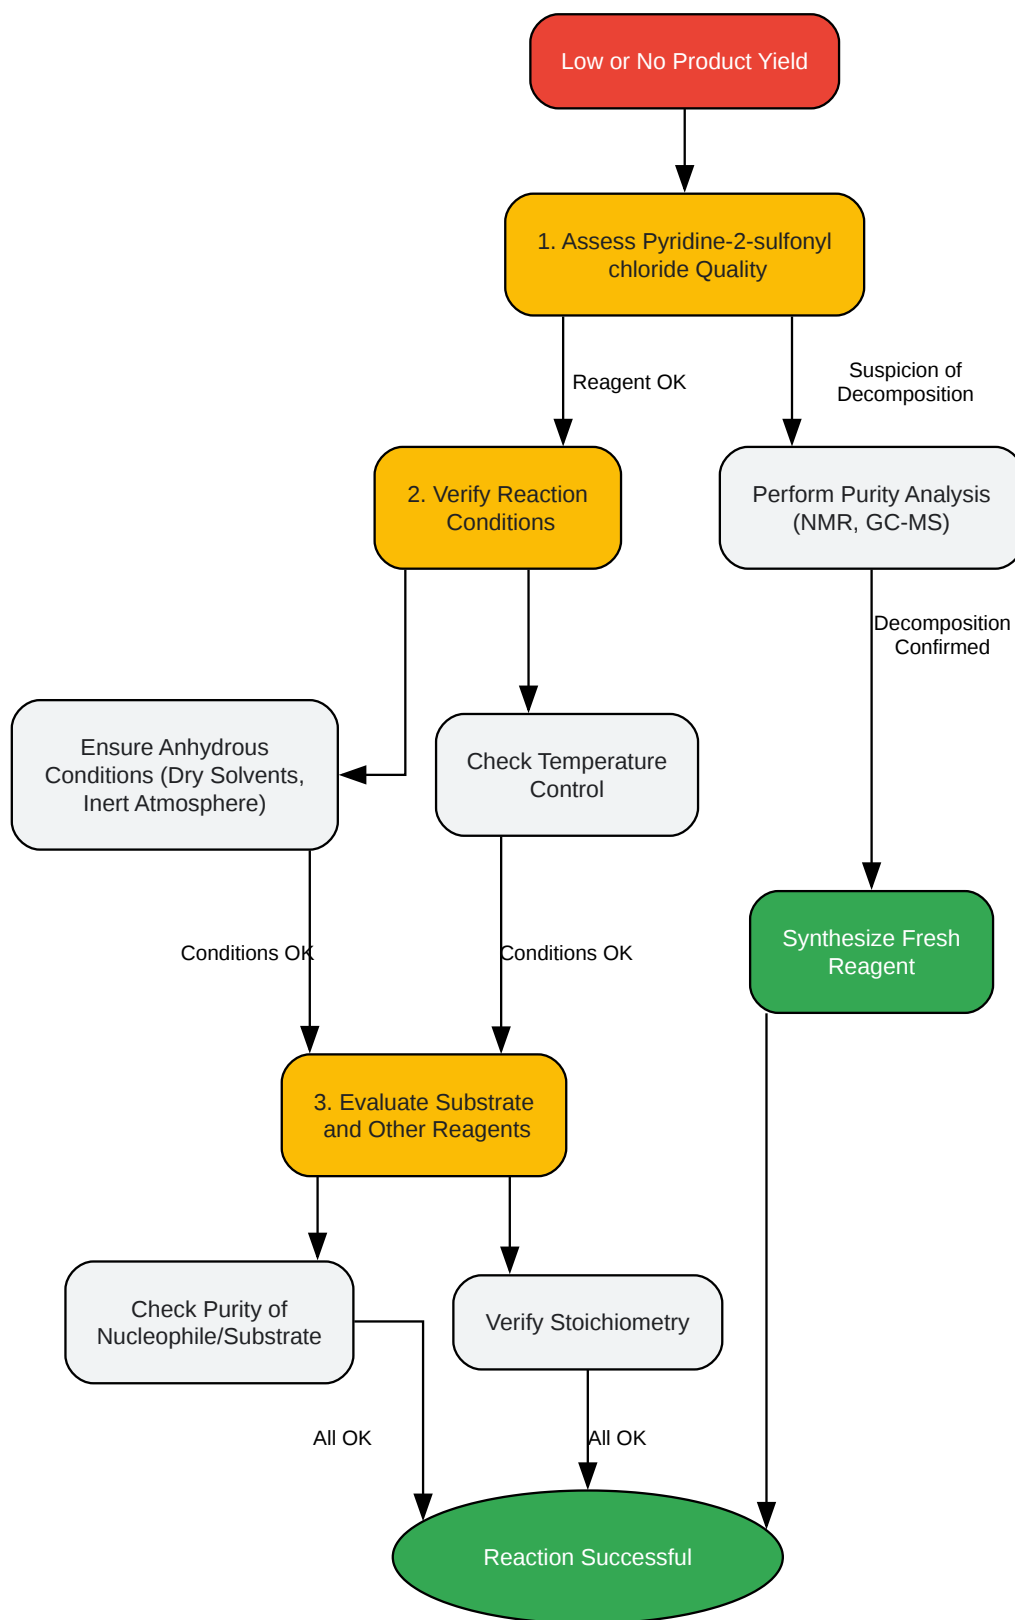 Low or No Product Yield
1. Assess Pyridine-2-sulfonyl
chloride Quality
Reagent OK
Suspicion of
Decomposition
2. Verify Reaction
Conditions
Perform Purity Analysis
(NMR, GC-MS)
Decomposition
Confirmed
Ensure Anhydrous
Conditions (Dry Solvents,
Inert Atmosphere)
Check Temperature
Control
Conditions OK
Conditions OK
Synthesize Fresh
Reagent
3. Evaluate Substrate
and Other Reagents
Check Purity of
Nucleophile/Substrate
Verify Stoichiometry
All OK
All OK
Reaction Successful